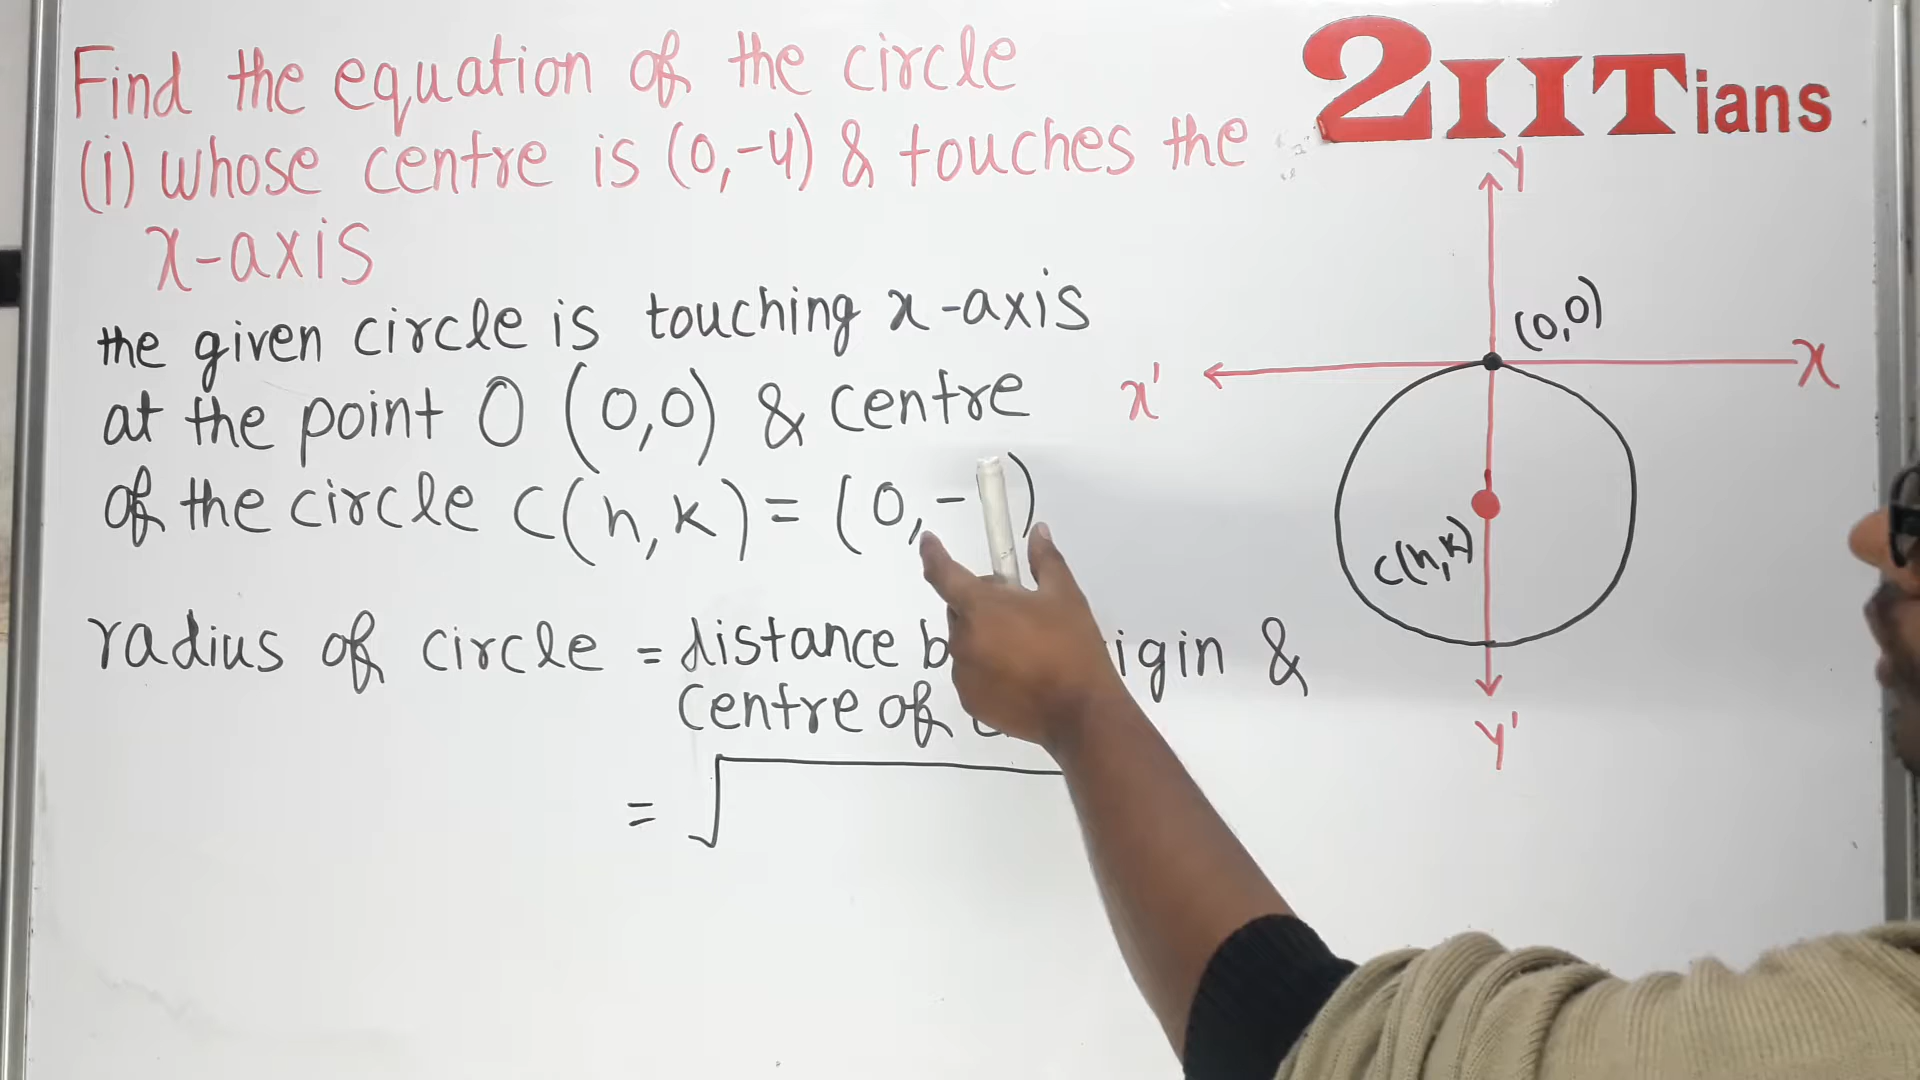 Find the equation of the circle
(i) whose centre is (0,-4) & touches the
x-axis
the given circle is touching x-axis
at the point O (0,0) & centre
of the circle C(h,k) = (0,- )
radius of circle = distance & 
centre of
= √
2IITians
Y
(0,0)
x'
x
C(h,k)
Y'